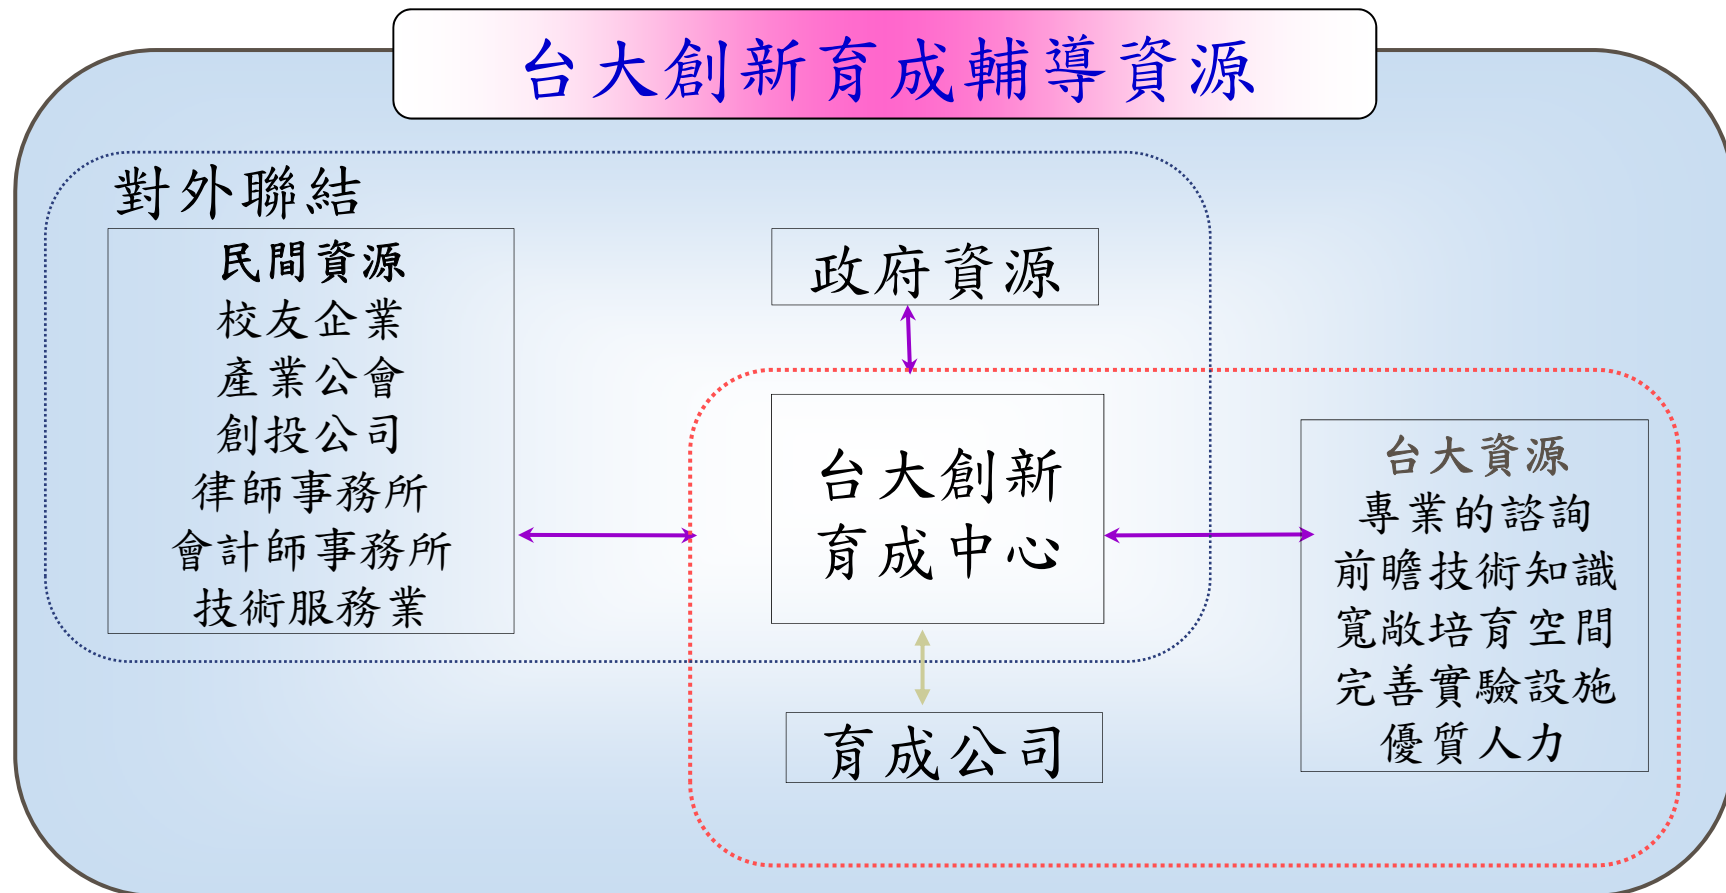 台大創新育成輔導資源
對外聯結
民間資源
校友企業
產業公會
創投公司
律師事務所
會計師事務所
技術服務業
政府資源
台大創新
育成中心
育成公司
台大資源
專業的諮詢
前瞻技術知識
寬敞培育空間
完善實驗設施
優質人力